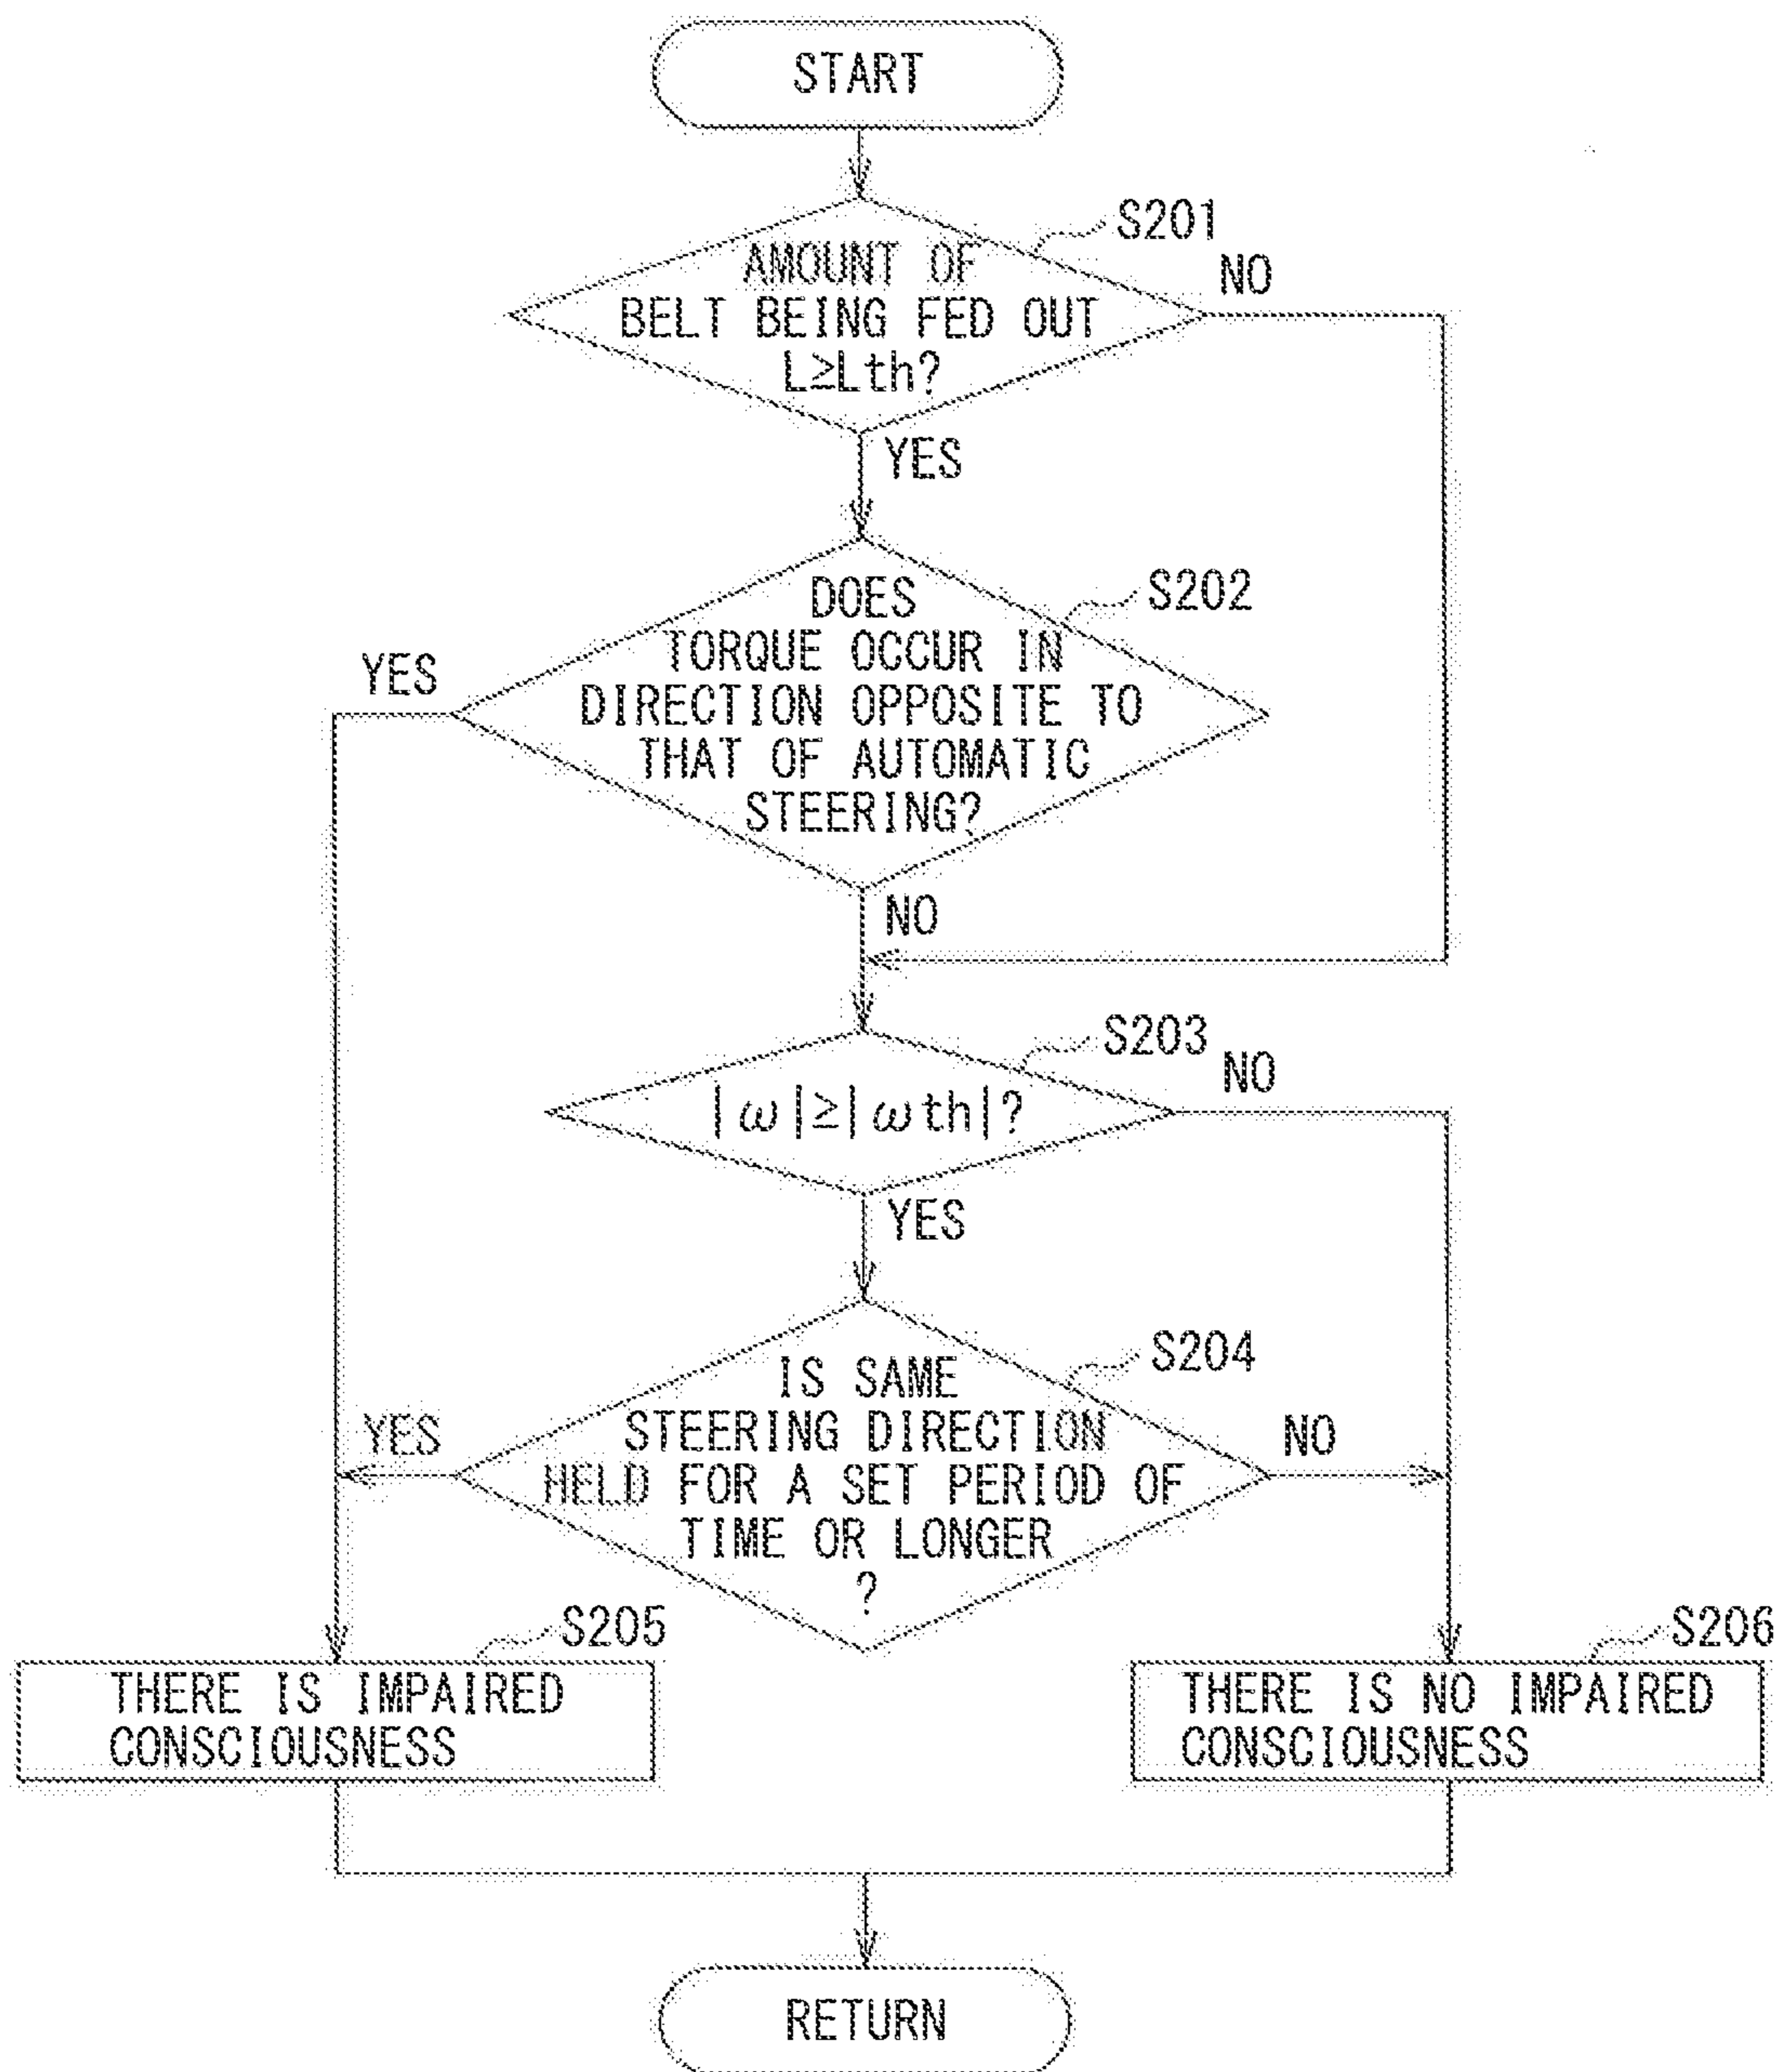 START
S201
AMOUNT OF
BELT BEING FED OUT
L≥Lth?
NO
YES
S202
DOES
TORQUE OCCUR IN
DIRECTION OPPOSITE TO
THAT OF AUTOMATIC
STEERING?
YES
NO
S203
|ω|≥|ωth|?
NO
YES
S204
IS SAME
STEERING DIRECTION
HELD FOR A SET PERIOD OF
TIME OR LONGER
?
YES
NO
S205
THERE IS IMPAIRED
CONSCIOUSNESS
S206
THERE IS NO IMPAIRED
CONSCIOUSNESS
RETURN